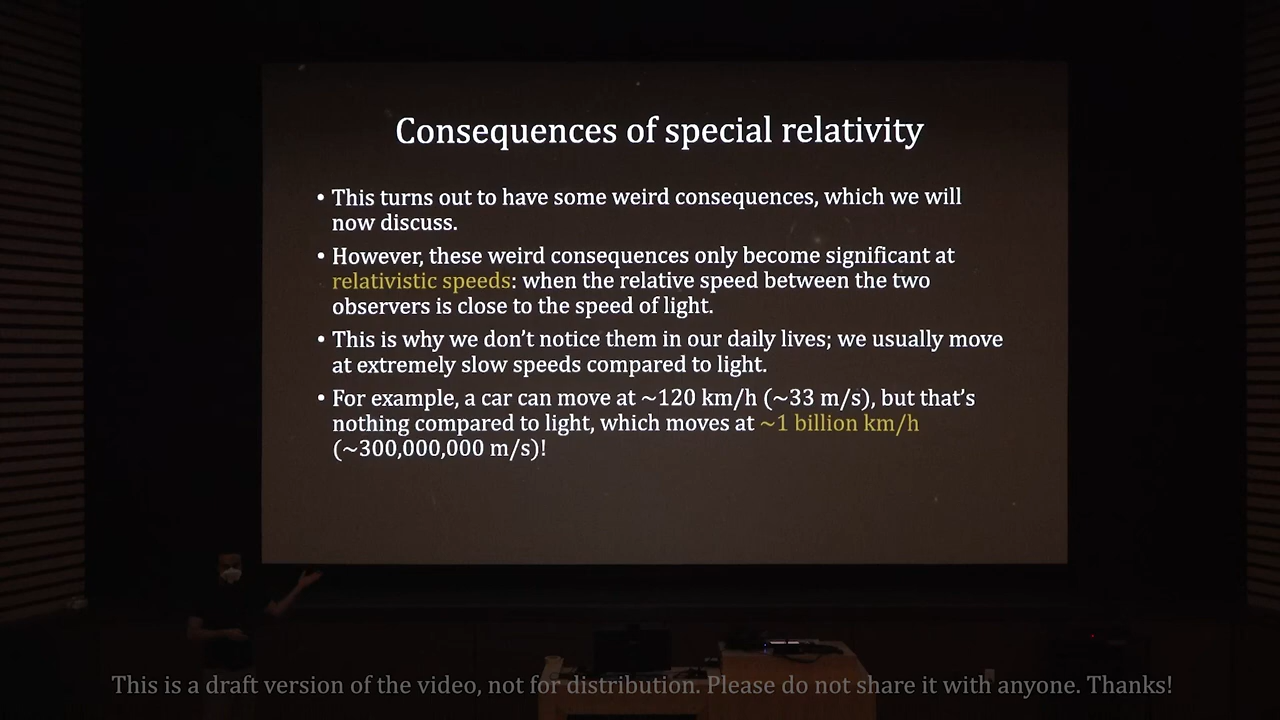 Consequences of special relativity
• This turns out to have some weird consequences, which we will
now discuss.
• However, these weird consequences only become significant at
relativistic speeds: when the relative speed between the two
observers is close to the speed of light.
• This is why we don’t notice them in our daily lives; we usually move
at extremely slow speeds compared to light.
• For example, a car can move at ~120 km/h (~33 m/s), but that’s
nothing compared to light, which moves at ~1 billion km/h
(~300,000,000 m/s)!
This is a draft version of the video, not for distribution. Please do not share it with anyone. Thanks!